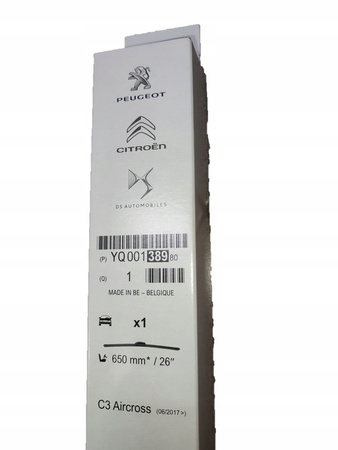 PEUGEOT
CITROËN
DS AUTOMOBILES
(P) YQ00138980
(Q) 1
MADE IN BE – BELGIQUE
x1
650 mm* / 26"
C3 Aircross (06/2017>)